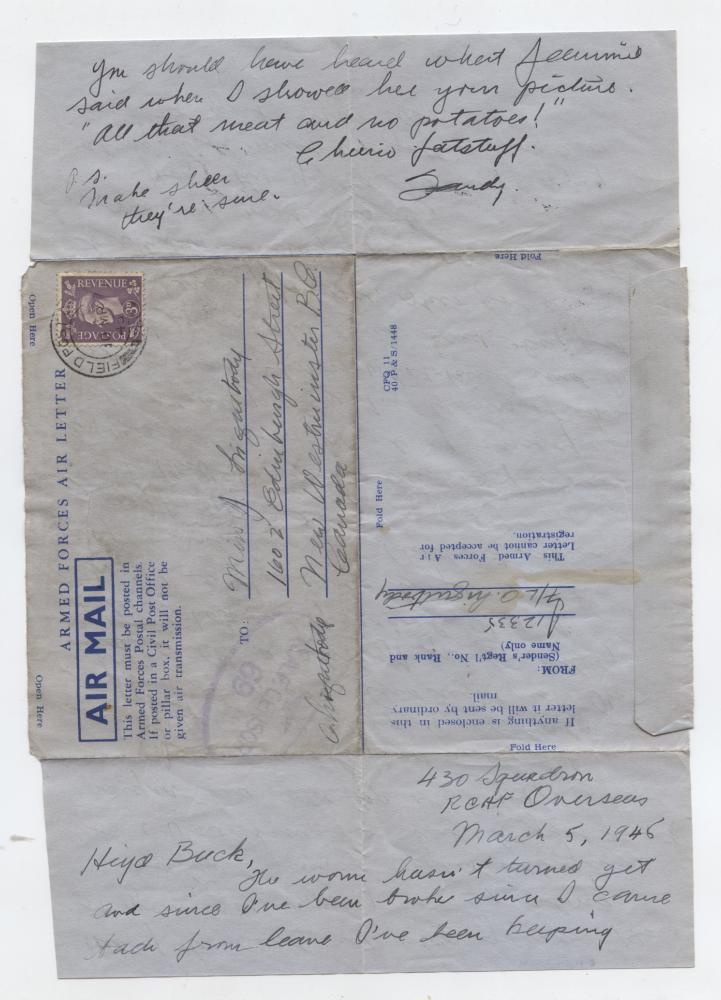 You should have heard what Jeannie
said when I showed her your picture.
"All that meat and no potatoes!"
Cheerio fatstuff.
Sandy.
P.S.
Make sheer
they're sure.
Open Here
ARMED FORCES AIR LETTER
Open Here
REVENUE
3D
POSTAGE
FIELD POST
AIR MAIL
This letter must be posted in
Armed Forces Postal channels.
If posted in a Civil Post Office
or pillar box, it will not be
given air transmission.
TO:
Miss J Lingarbody
1602 Edinburgh Street
New Westminster B.C.
Canada
Fold Here
CFQ 11
40/P & S/1448
Fold Here
This Armed Forces Air
Letter cannot be accepted for
registration.
F/L
J12335
FROM:
(Sender's Regt'l No., Rank and
Name only)
If anything is enclosed in this
letter it will be sent by ordinary
mail.
Fold Here
430 Squadron
RCAF Overseas
March 5, 1945
Hiya Buck,
The worm hasn't turned yet
and since I've been broke since I came
back from leave I've been keeping